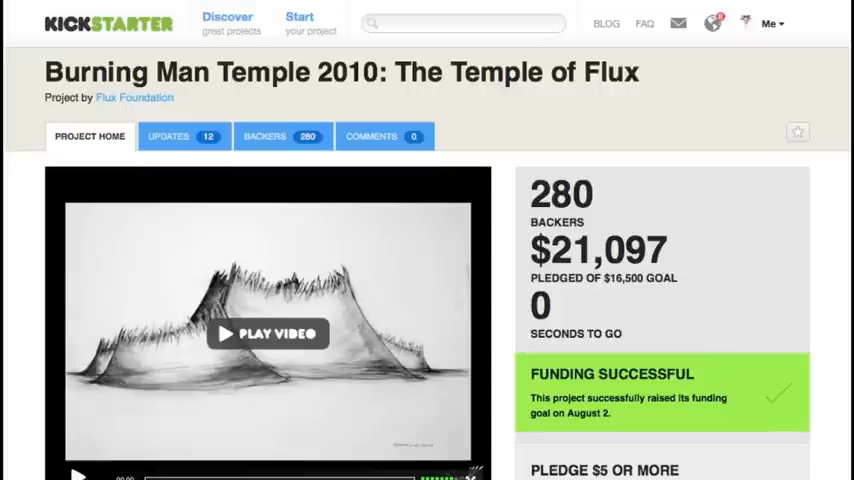 KICKSTARTER
Discover
great projects
Start
your project
BLOG FAQ
8
Me
Burning Man Temple 2010: The Temple of Flux
Project by Flux Foundation
PROJECT HOME
UPDATES 12
BACKERS 280
COMMENTS 0
PLAY VIDEO
00:00
280
BACKERS
$21,097
PLEDGED OF $16,500 GOAL
0
SECONDS TO GO
FUNDING SUCCESSFUL
This project successfully raised its funding
goal on August 2.
PLEDGE $5 OR MORE